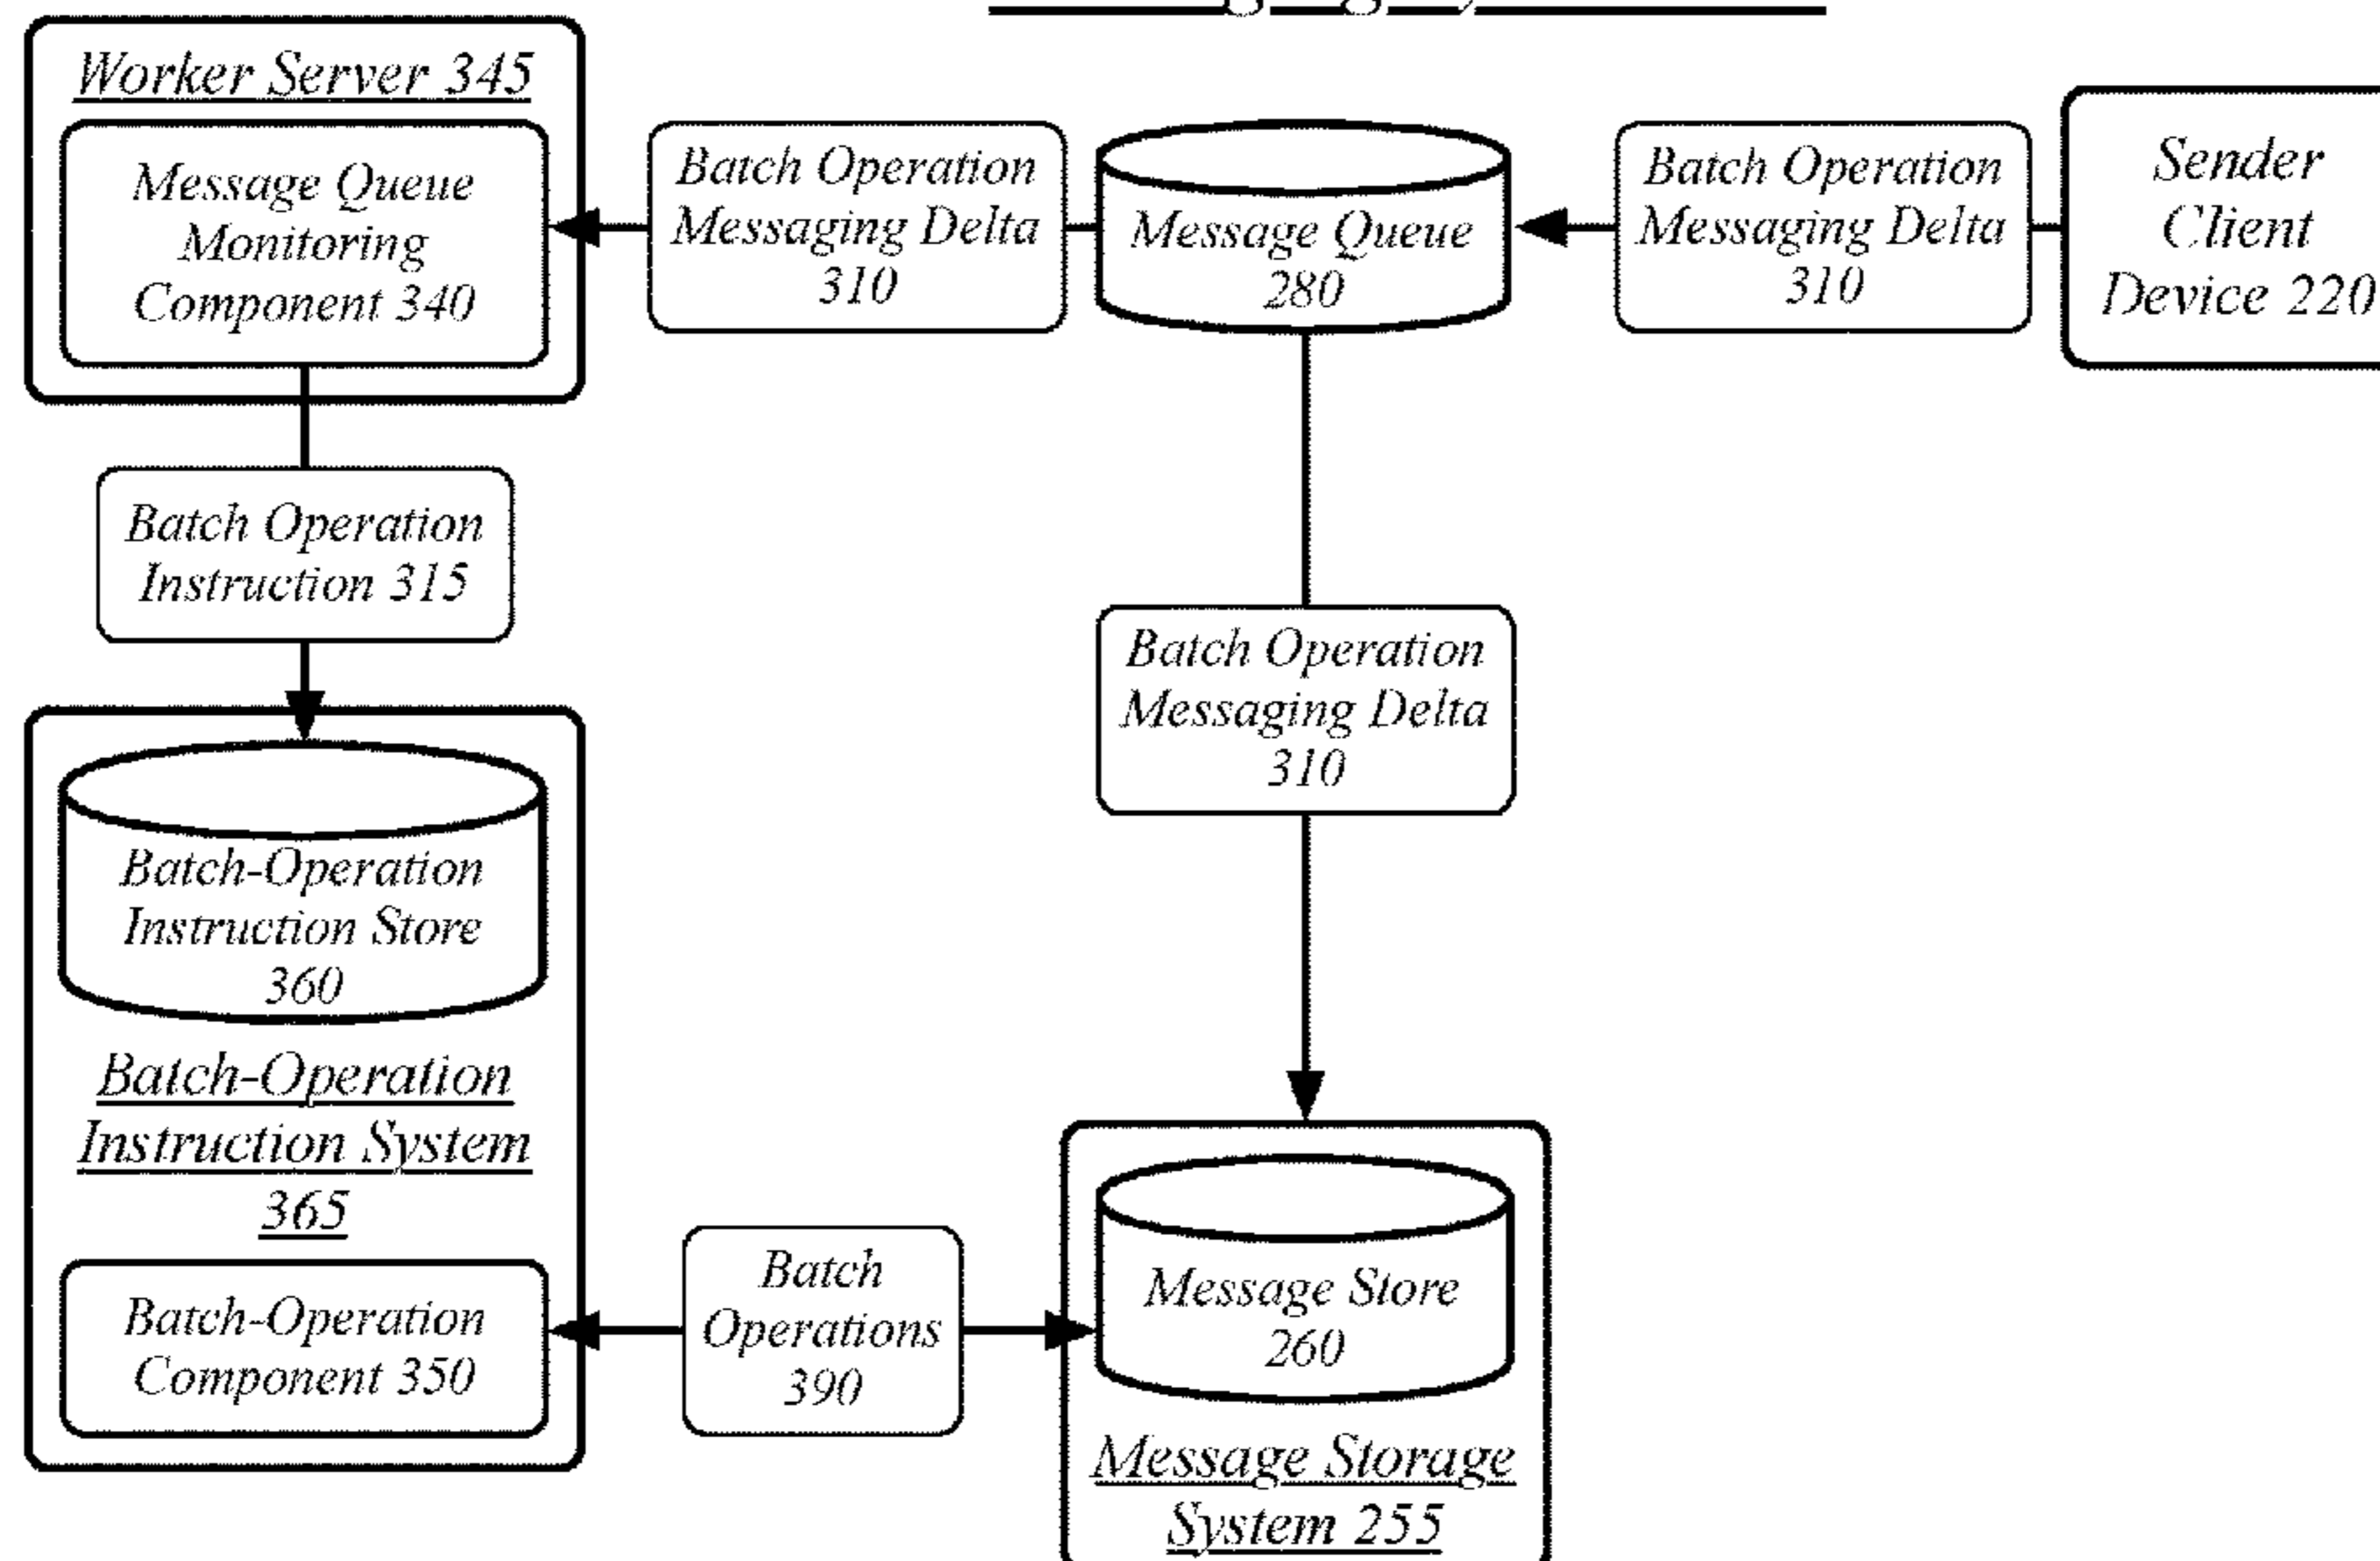 Worker Server 345
Message Queue
Monitoring
Component 340
Batch Operation
Messaging Delta
310
Message Queue
280
Batch Operation
Messaging Delta
310
Sender
Client
Device 220
Batch Operation
Instruction 315
Batch Operation
Messaging Delta
310
Batch-Operation
Instruction Store
360
Batch-Operation
Instruction System
365
Batch-Operation
Component 350
Batch
Operations
390
Message Store
260
Message Storage
System 255